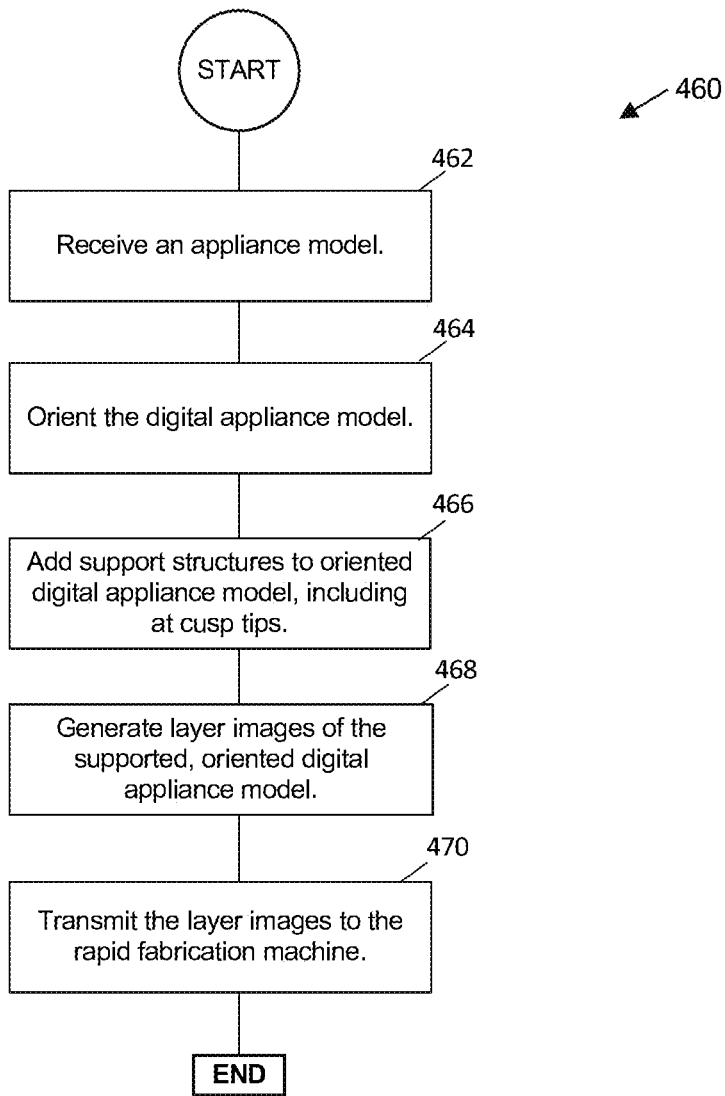 START
460
462
Receive an appliance model.
464
Orient the digital appliance model.
466
Add support structures to oriented
digital appliance model, including
at cusp tips.
468
Generate layer images of the
supported, oriented digital
appliance model.
470
Transmit the layer images to the
rapid fabrication machine.
END